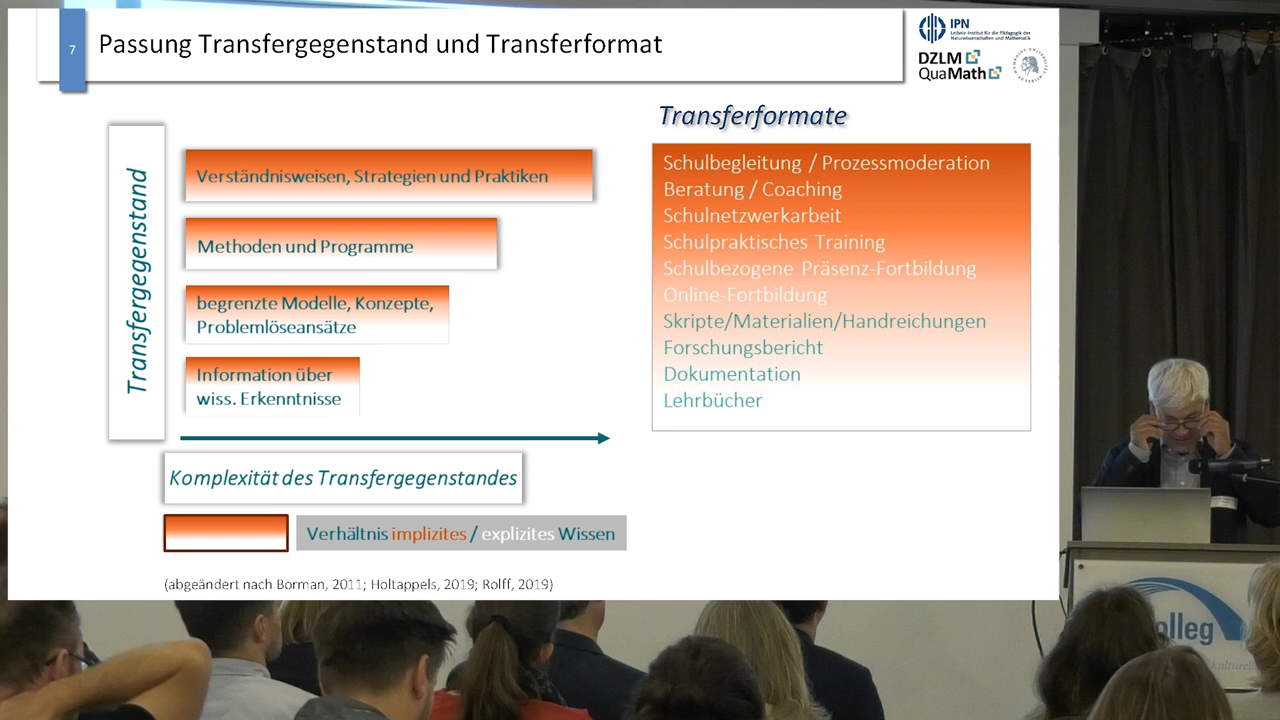 7
Passung Transfergegenstand und Transferformat
IPN
Leibniz-Institut für die Pädagogik der
Naturwissenschaften und Mathematik
DZLM
QuaMath
Transferformate
Transfergegenstand
Verständnisweisen, Strategien und Praktiken
Methoden und Programme
begrenzte Modelle, Konzepte,
Problemlöseansätze
Information über
wiss. Erkenntnisse
Schulbegleitung / Prozessmoderation
Beratung / Coaching
Schulnetzwerkarbeit
Schulpraktisches Training
Schulbezogene Präsenz-Fortbildung
Online-Fortbildung
Skripte/Materialien/Handreichungen
Forschungsbericht
Dokumentation
Lehrbücher
Komplexität des Transfergegenstandes
Verhältnis implizites / explizites Wissen
(abgeändert nach Borman, 2011; Holtappels, 2019; Rolff, 2019)
olleg